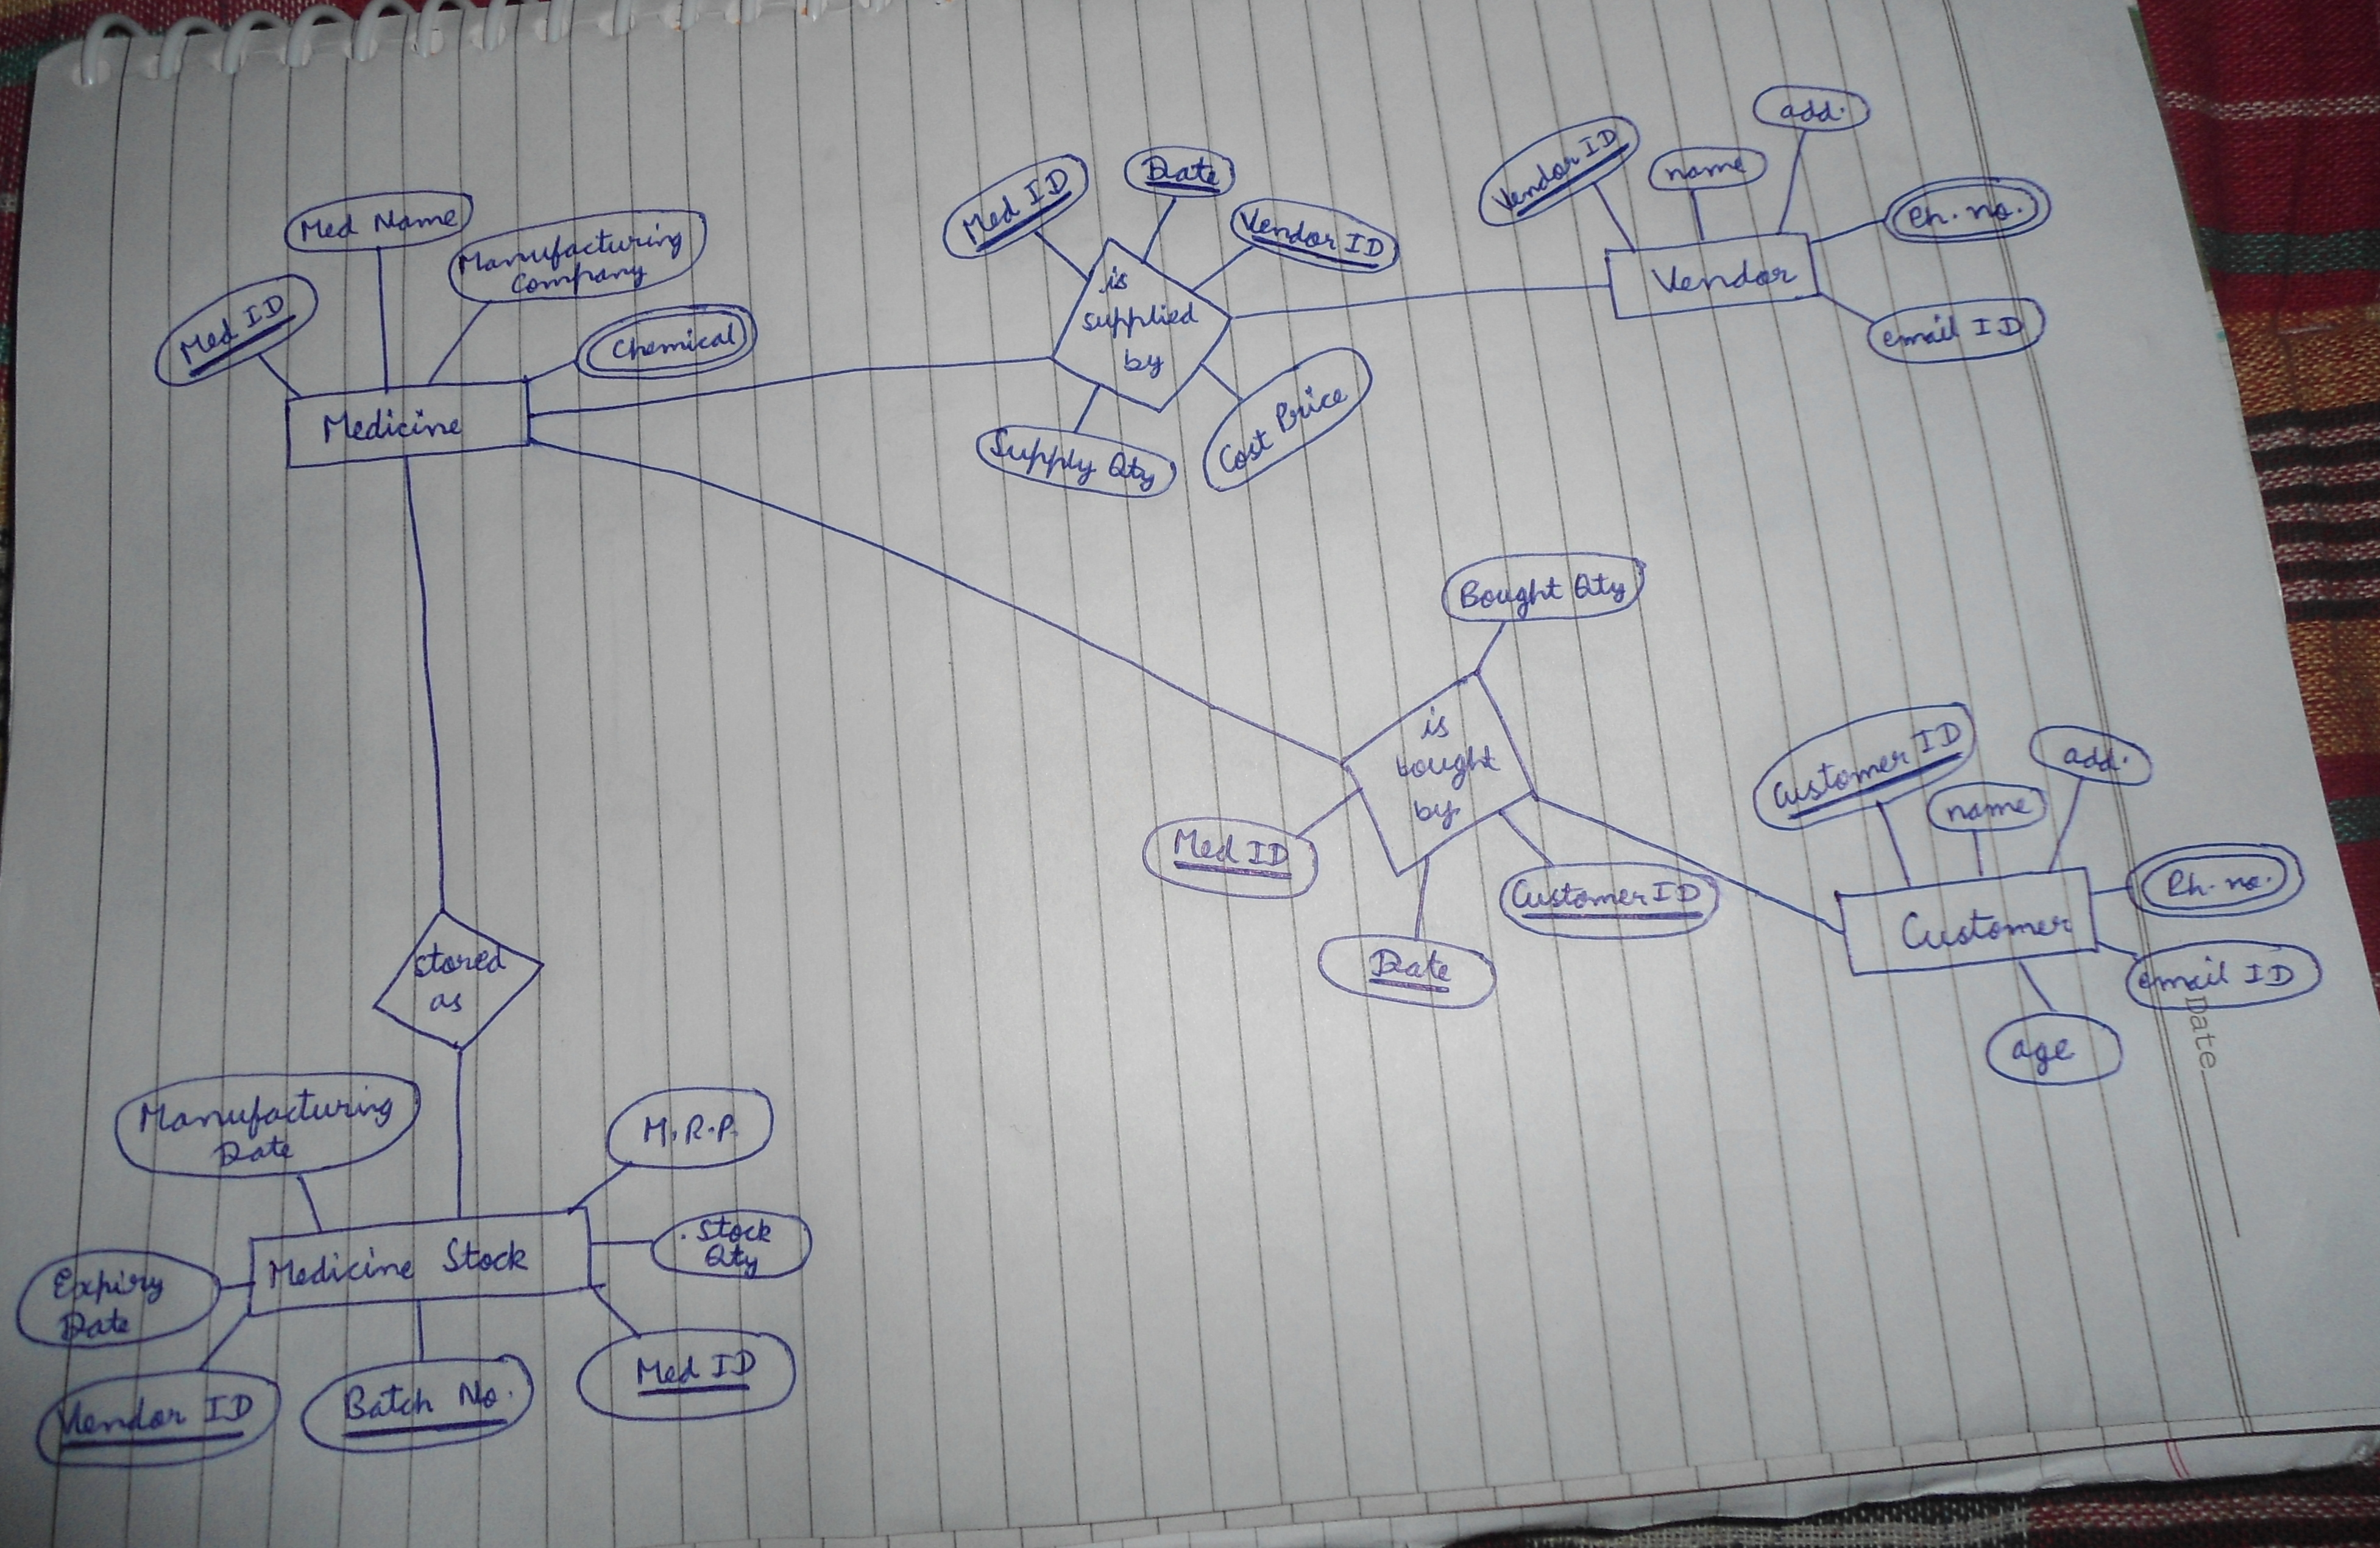 Med ID
Med Name
Manufacturing
Company
Chemical
Medicine
Med ID
Date
Vendor ID
is
supplied
by
Supply Qty
Cost Price
Vendor ID
name
add.
Ph. no.
email ID
Vendor
Bought Qty
is
bought
by
Med ID
Date
Customer ID
Customer ID
name
add.
Ph. no.
email ID
age
Customer
stored
as
Manufacturing
Date
M.R.P.
Stock
Qty
Medicine Stock
Expiry
Date
Vendor ID
Batch No.
Med ID
Date